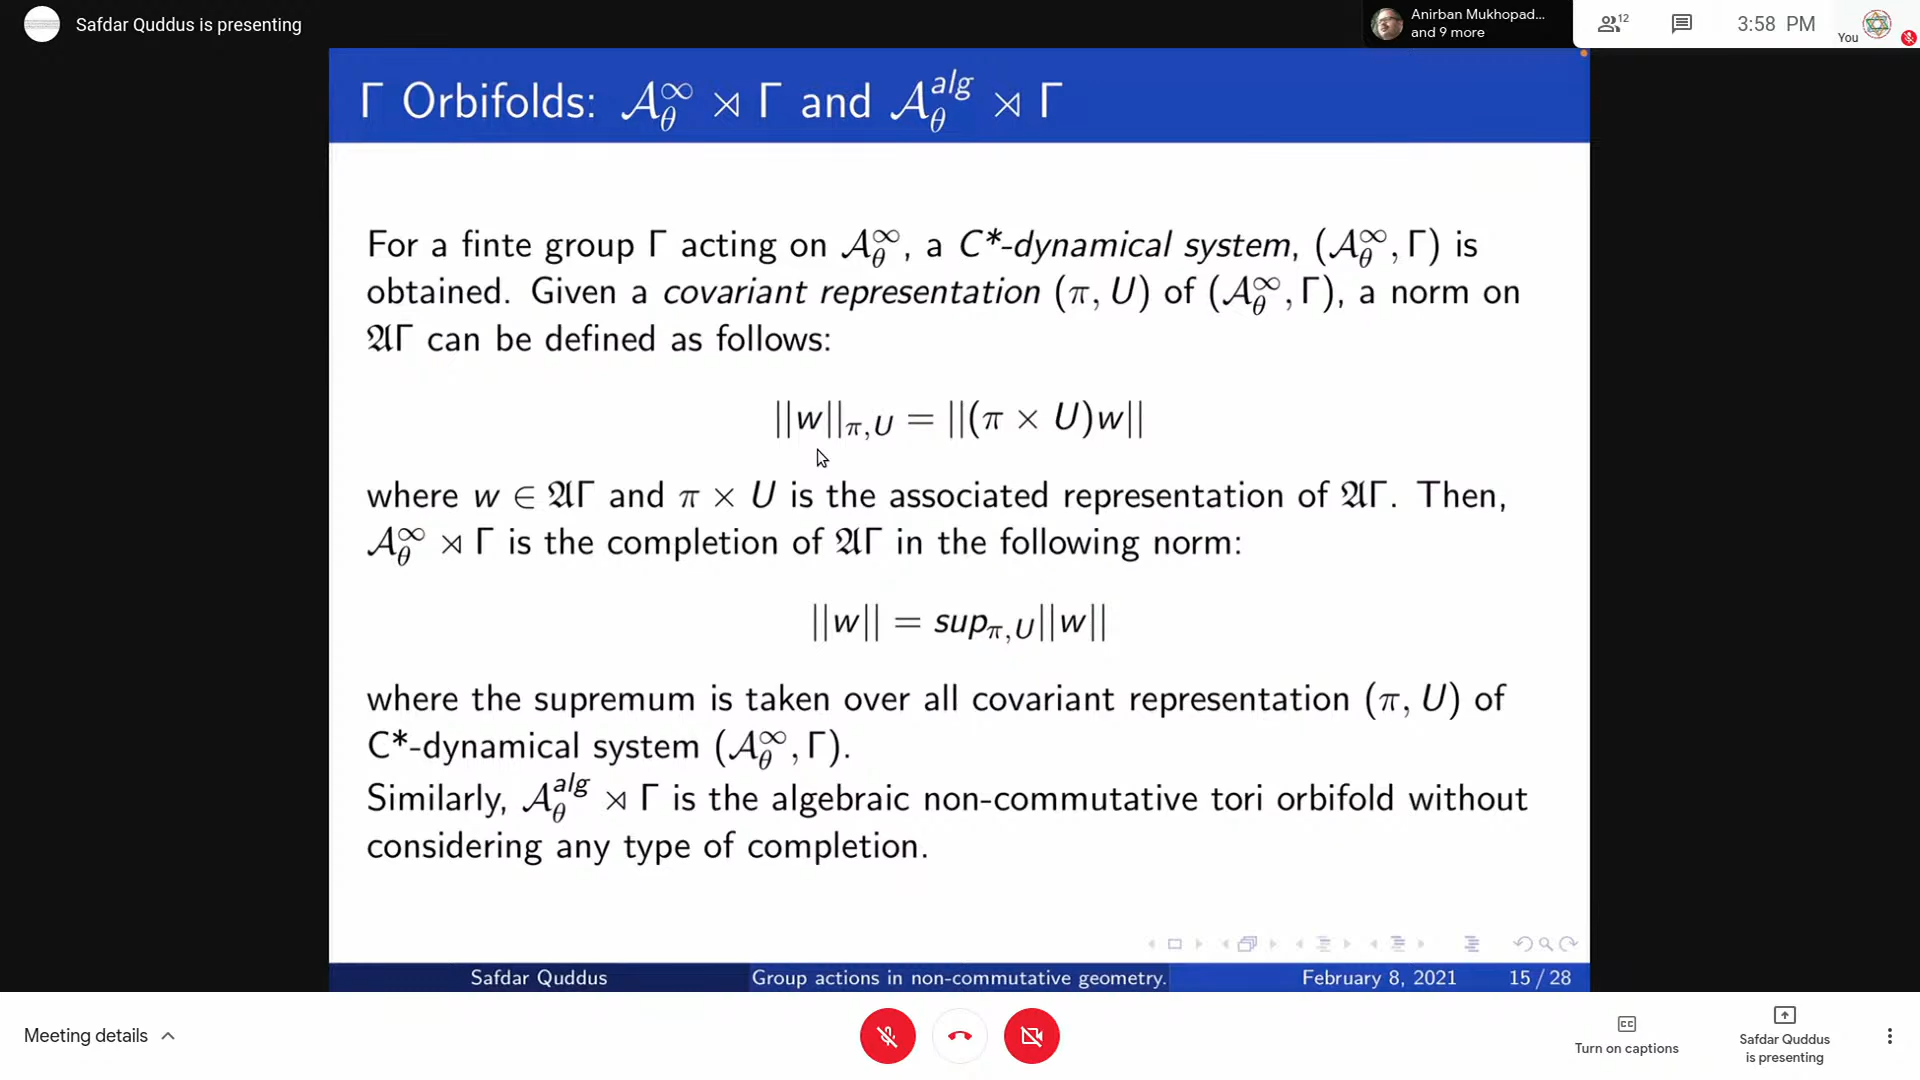 Safdar Quddus is presenting
Anirban Mukhopad...
and 9 more
12
3:58 PM
You
Γ Orbifolds: 𝒜_θ^∞ ⋊ Γ and 𝒜_θ^alg ⋊ Γ
For a finte group Γ acting on 𝒜_θ^∞, a C*-dynamical system, (𝒜_θ^∞, Γ) is
obtained. Given a covariant representation (π, U) of (𝒜_θ^∞, Γ), a norm on
𝔄Γ can be defined as follows:
||w||_π,U = ||(π × U)w||
where w ∈ 𝔄Γ and π × U is the associated representation of 𝔄Γ. Then,
𝒜_θ^∞ ⋊ Γ is the completion of 𝔄Γ in the following norm:
||w|| = sup_π,U||w||
where the supremum is taken over all covariant representation (π, U) of
C*-dynamical system (𝒜_θ^∞, Γ).
Similarly, 𝒜_θ^alg ⋊ Γ is the algebraic non-commutative tori orbifold without
considering any type of completion.
Safdar Quddus
Group actions in non-commutative geometry.
February 8, 2021
15 / 28
Meeting details
CC
Turn on captions
Safdar Quddus
is presenting